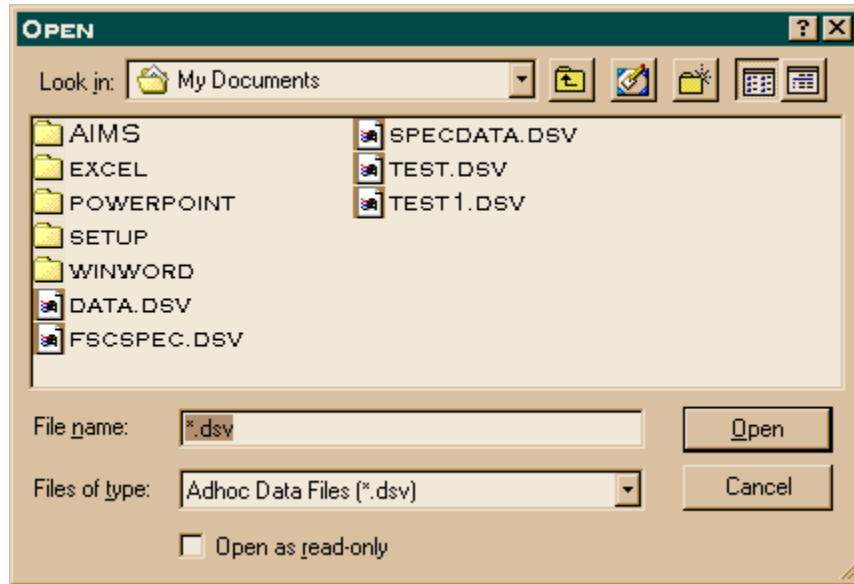 OPEN
Look in: My Documents
AIMS
EXCEL
POWERPOINT
SETUP
WINWORD
DATA.DSV
FSCSPEC.DSV
SPECDATA.DSV
TEST.DSV
TEST1.DSV
File name: *.dsv Open
Files of type: Adhoc Data Files (*.dsv) Cancel
Open as read-only